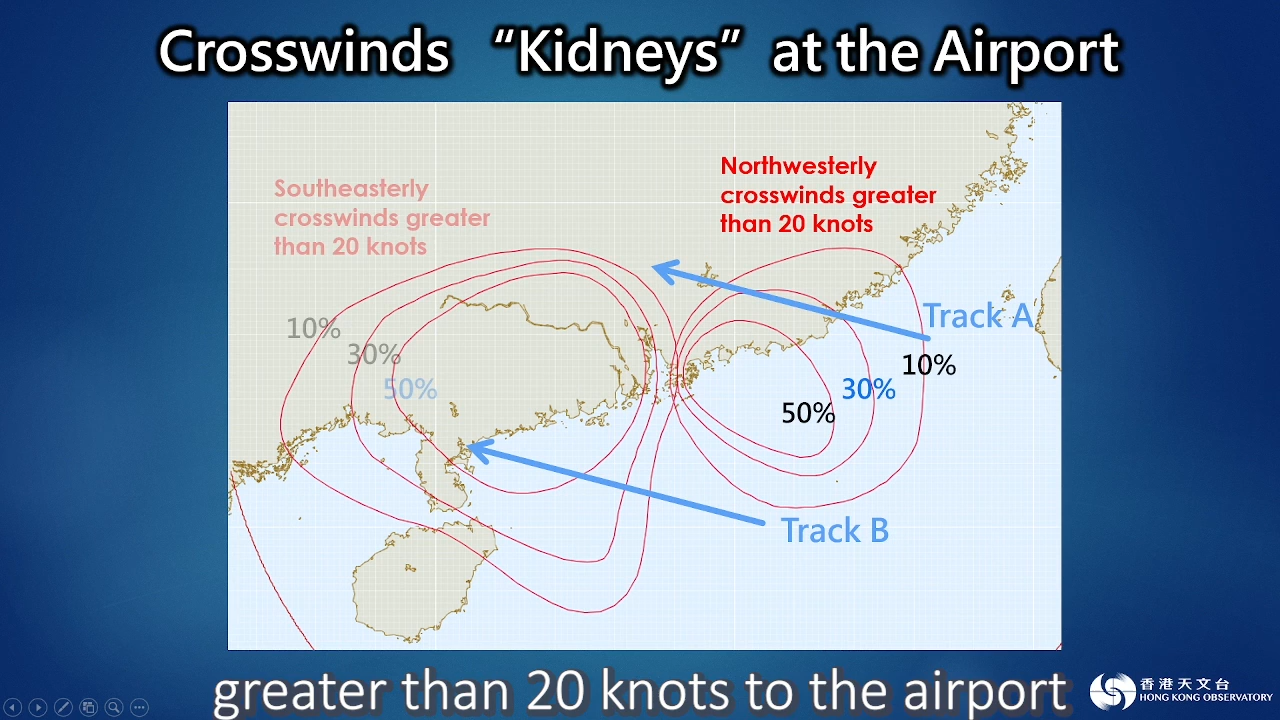 Crosswinds “Kidneys” at the Airport
Southeasterly
crosswinds greater
than 20 knots
Northwesterly
crosswinds greater
than 20 knots
10%
30%
50%
Track A
10%
30%
50%
Track B
greater than 20 knots to the airport
香港天文台
HONG KONG OBSERVATORY